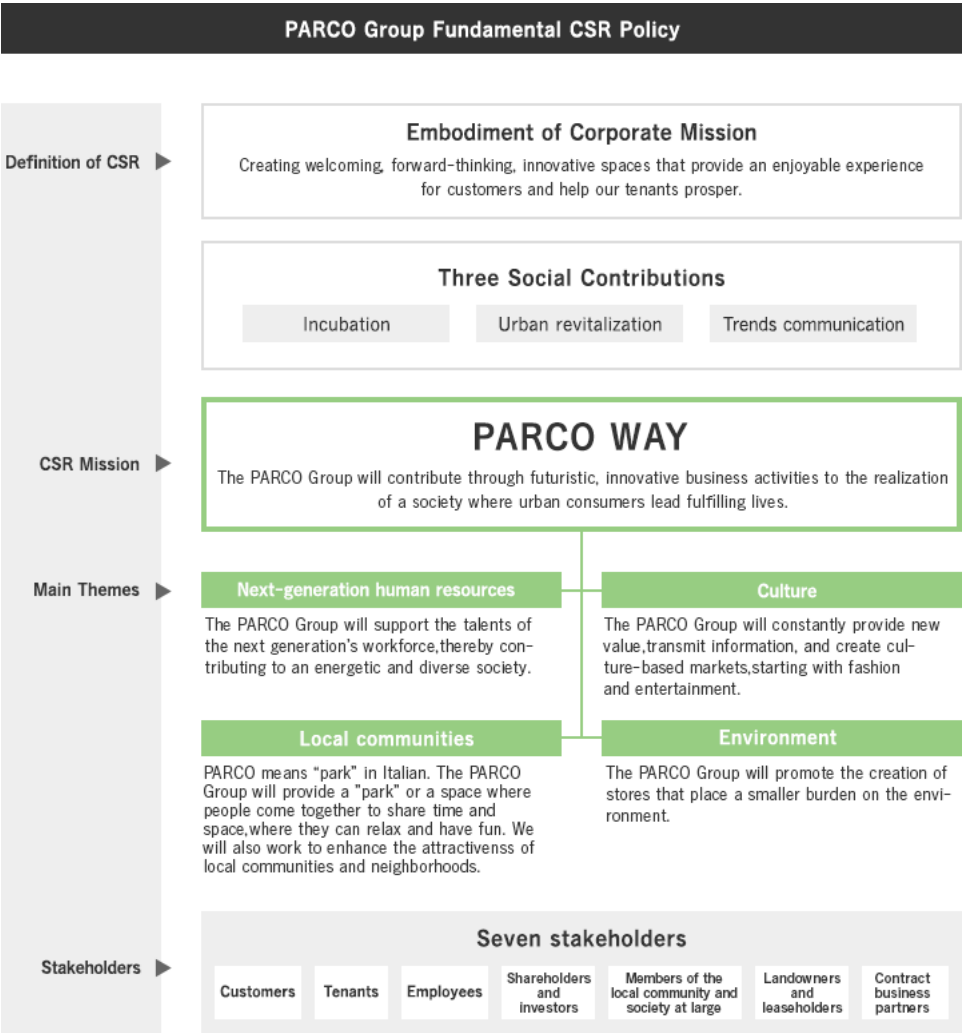 PARCO Group Fundamental CSR Policy
Definition of CSR
Embodiment of Corporate Mission
Creating welcoming, forward-thinking, innovative spaces that provide an enjoyable experience
for customers and help our tenants prosper.
Three Social Contributions
Incubation
Urban revitalization
Trends communication
CSR Mission
PARCO WAY
The PARCO Group will contribute through futuristic, innovative business activities to the realization
of a society where urban consumers lead fulfilling lives.
Main Themes
Next-generation human resources
The PARCO Group will support the talents of
the next generation's workforce,thereby con-
tributing to an energetic and diverse society.
Culture
The PARCO Group will constantly provide new
value,transmit information, and create cul-
ture-based markets,starting with fashion
and entertainment.
Local communities
PARCO means “park” in Italian. The PARCO
Group will provide a ”park” or a space where
people come together to share time and
space,where they can relax and have fun. We
will also work to enhance the attractivenss of
local communities and neighborhoods.
Environment
The PARCO Group will promote the creation of
stores that place a smaller burden on the envi-
ronment.
Stakeholders
Seven stakeholders
Customers
Tenants
Employees
Shareholders
and
investors
Members of the
local community and
society at large
Landowners
and
leaseholders
Contract
business
partners